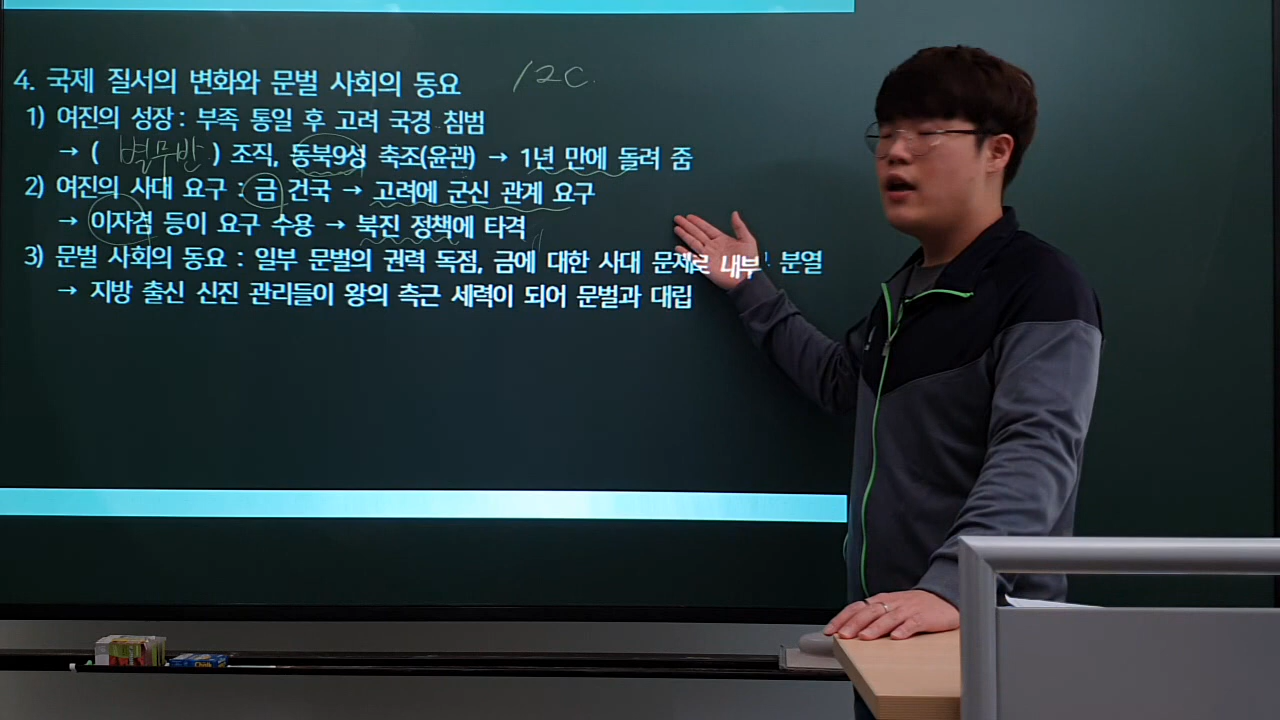 4. 국제 질서의 변화와 문벌 사회의 동요 12C.
1) 여진의 성장 : 부족 통일 후 고려 국경 침범
→ ( 별무반 ) 조직, 동북9성 축조(윤관) → 1년 만에 돌려 줌
2) 여진의 사대 요구 : 금 건국 → 고려에 군신 관계 요구
→ 이자겸 등이 요구 수용 → 북진 정책에 타격
3) 문벌 사회의 동요 : 일부 문벌의 권력 독점, 금에 대한 사대 문제로 내부 분열
→ 지방 출신 신진 관리들이 왕의 측근 세력이 되어 문벌과 대립
Chalk